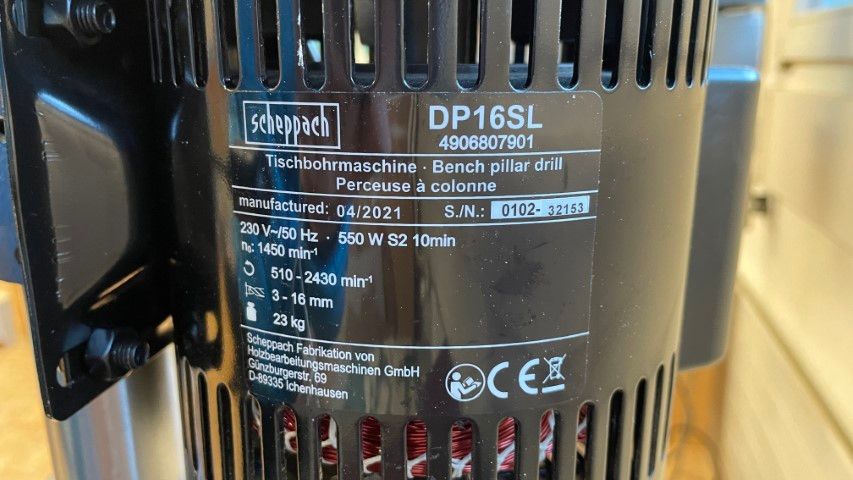 scheppach
DP16SL
4906807901
Tischbohrmaschine · Bench pillar drill
Perceuse à colonne
manufactured: 04/2021 S./N.: 0102- 32153
230 V~/50 Hz · 550 W S2 10min
n₀: 1450 min⁻¹
510 - 2430 min⁻¹
3 - 16 mm
23 kg
Scheppach Fabrikation von
Holzbearbeitungsmaschinen GmbH
Günzburgerstr. 69
D-89335 Ichenhausen
CE